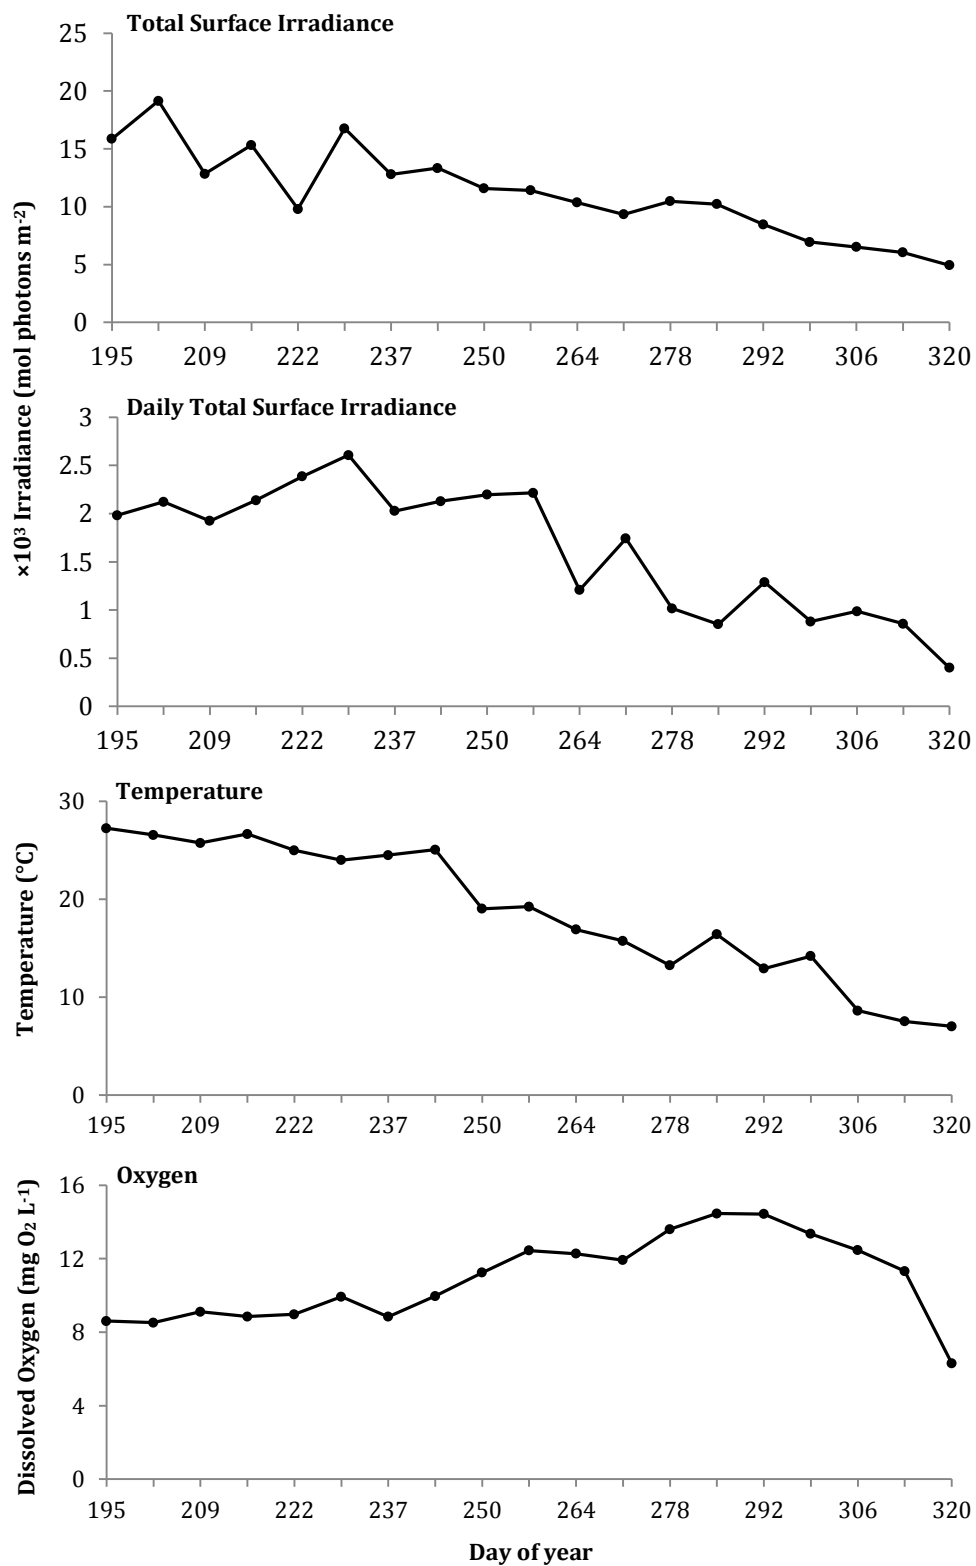 Total Surface Irradiance
25
20
15
10
5
0
195 209 222 237 250 264 278 292 306 320
×10³ Irradiance (mol photons m⁻²)
Daily Total Surface Irradiance
3
2.5
2
1.5
1
0.5
0
195 209 222 237 250 264 278 292 306 320
Temperature
30
20
10
0
Temperature (°C)
195 209 222 237 250 264 278 292 306 320
Oxygen
16
12
8
4
0
Dissolved Oxygen (mg O₂ L⁻¹)
195 209 222 237 250 264 278 292 306 320
Day of year